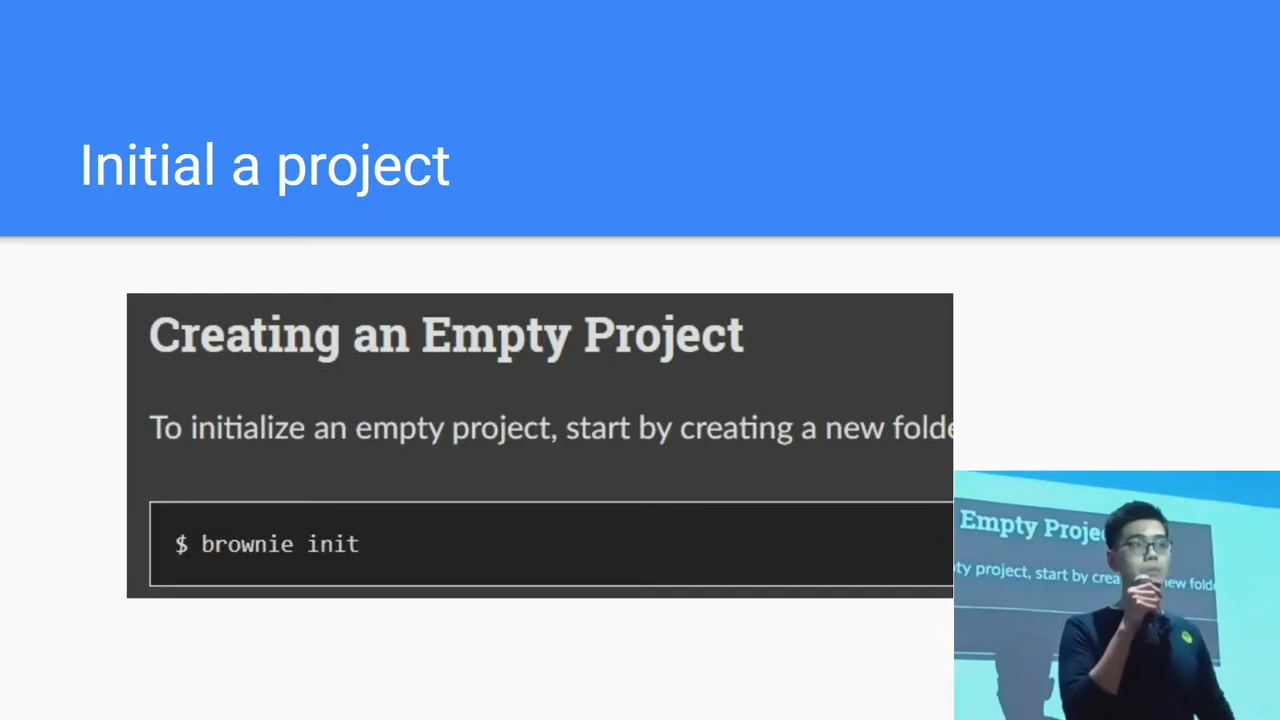 Initial a project
Creating an Empty Project
To initialize an empty project, start by creating a new folde
$ brownie init
Empty Projec
ty project, start by crea new folde